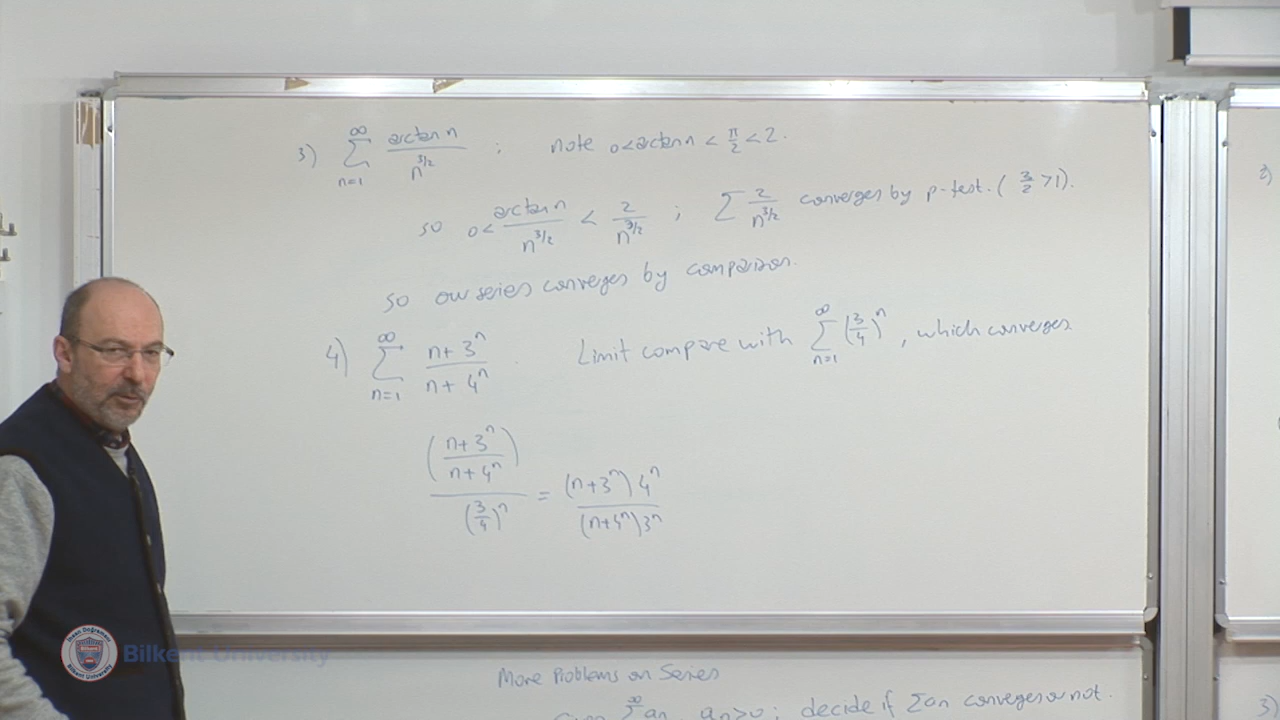 3) ∞ Σ n=1 arctan n / n^(3/2) ; note 0 < arctan n < π/2 < 2.
so 0 < arctan n / n^(3/2) < 2 / n^(3/2) ; Σ 2 / n^(3/2) converges by p-test. (3/2 > 1).
so our series converges by comparison.
4) ∞ Σ n=1 n + 3^n / n + 4^n . Limit compare with ∞ Σ n=1 (3/4)^n , which converges
(n + 3^n / n + 4^n) / (3/4)^n = (n + 3^n) 4^n / (n + 4^n) 3^n
Bilkent University
More Problems on Series
∞ Σ an, an > 0 ; decide if Σan converges or not.
2)
3)